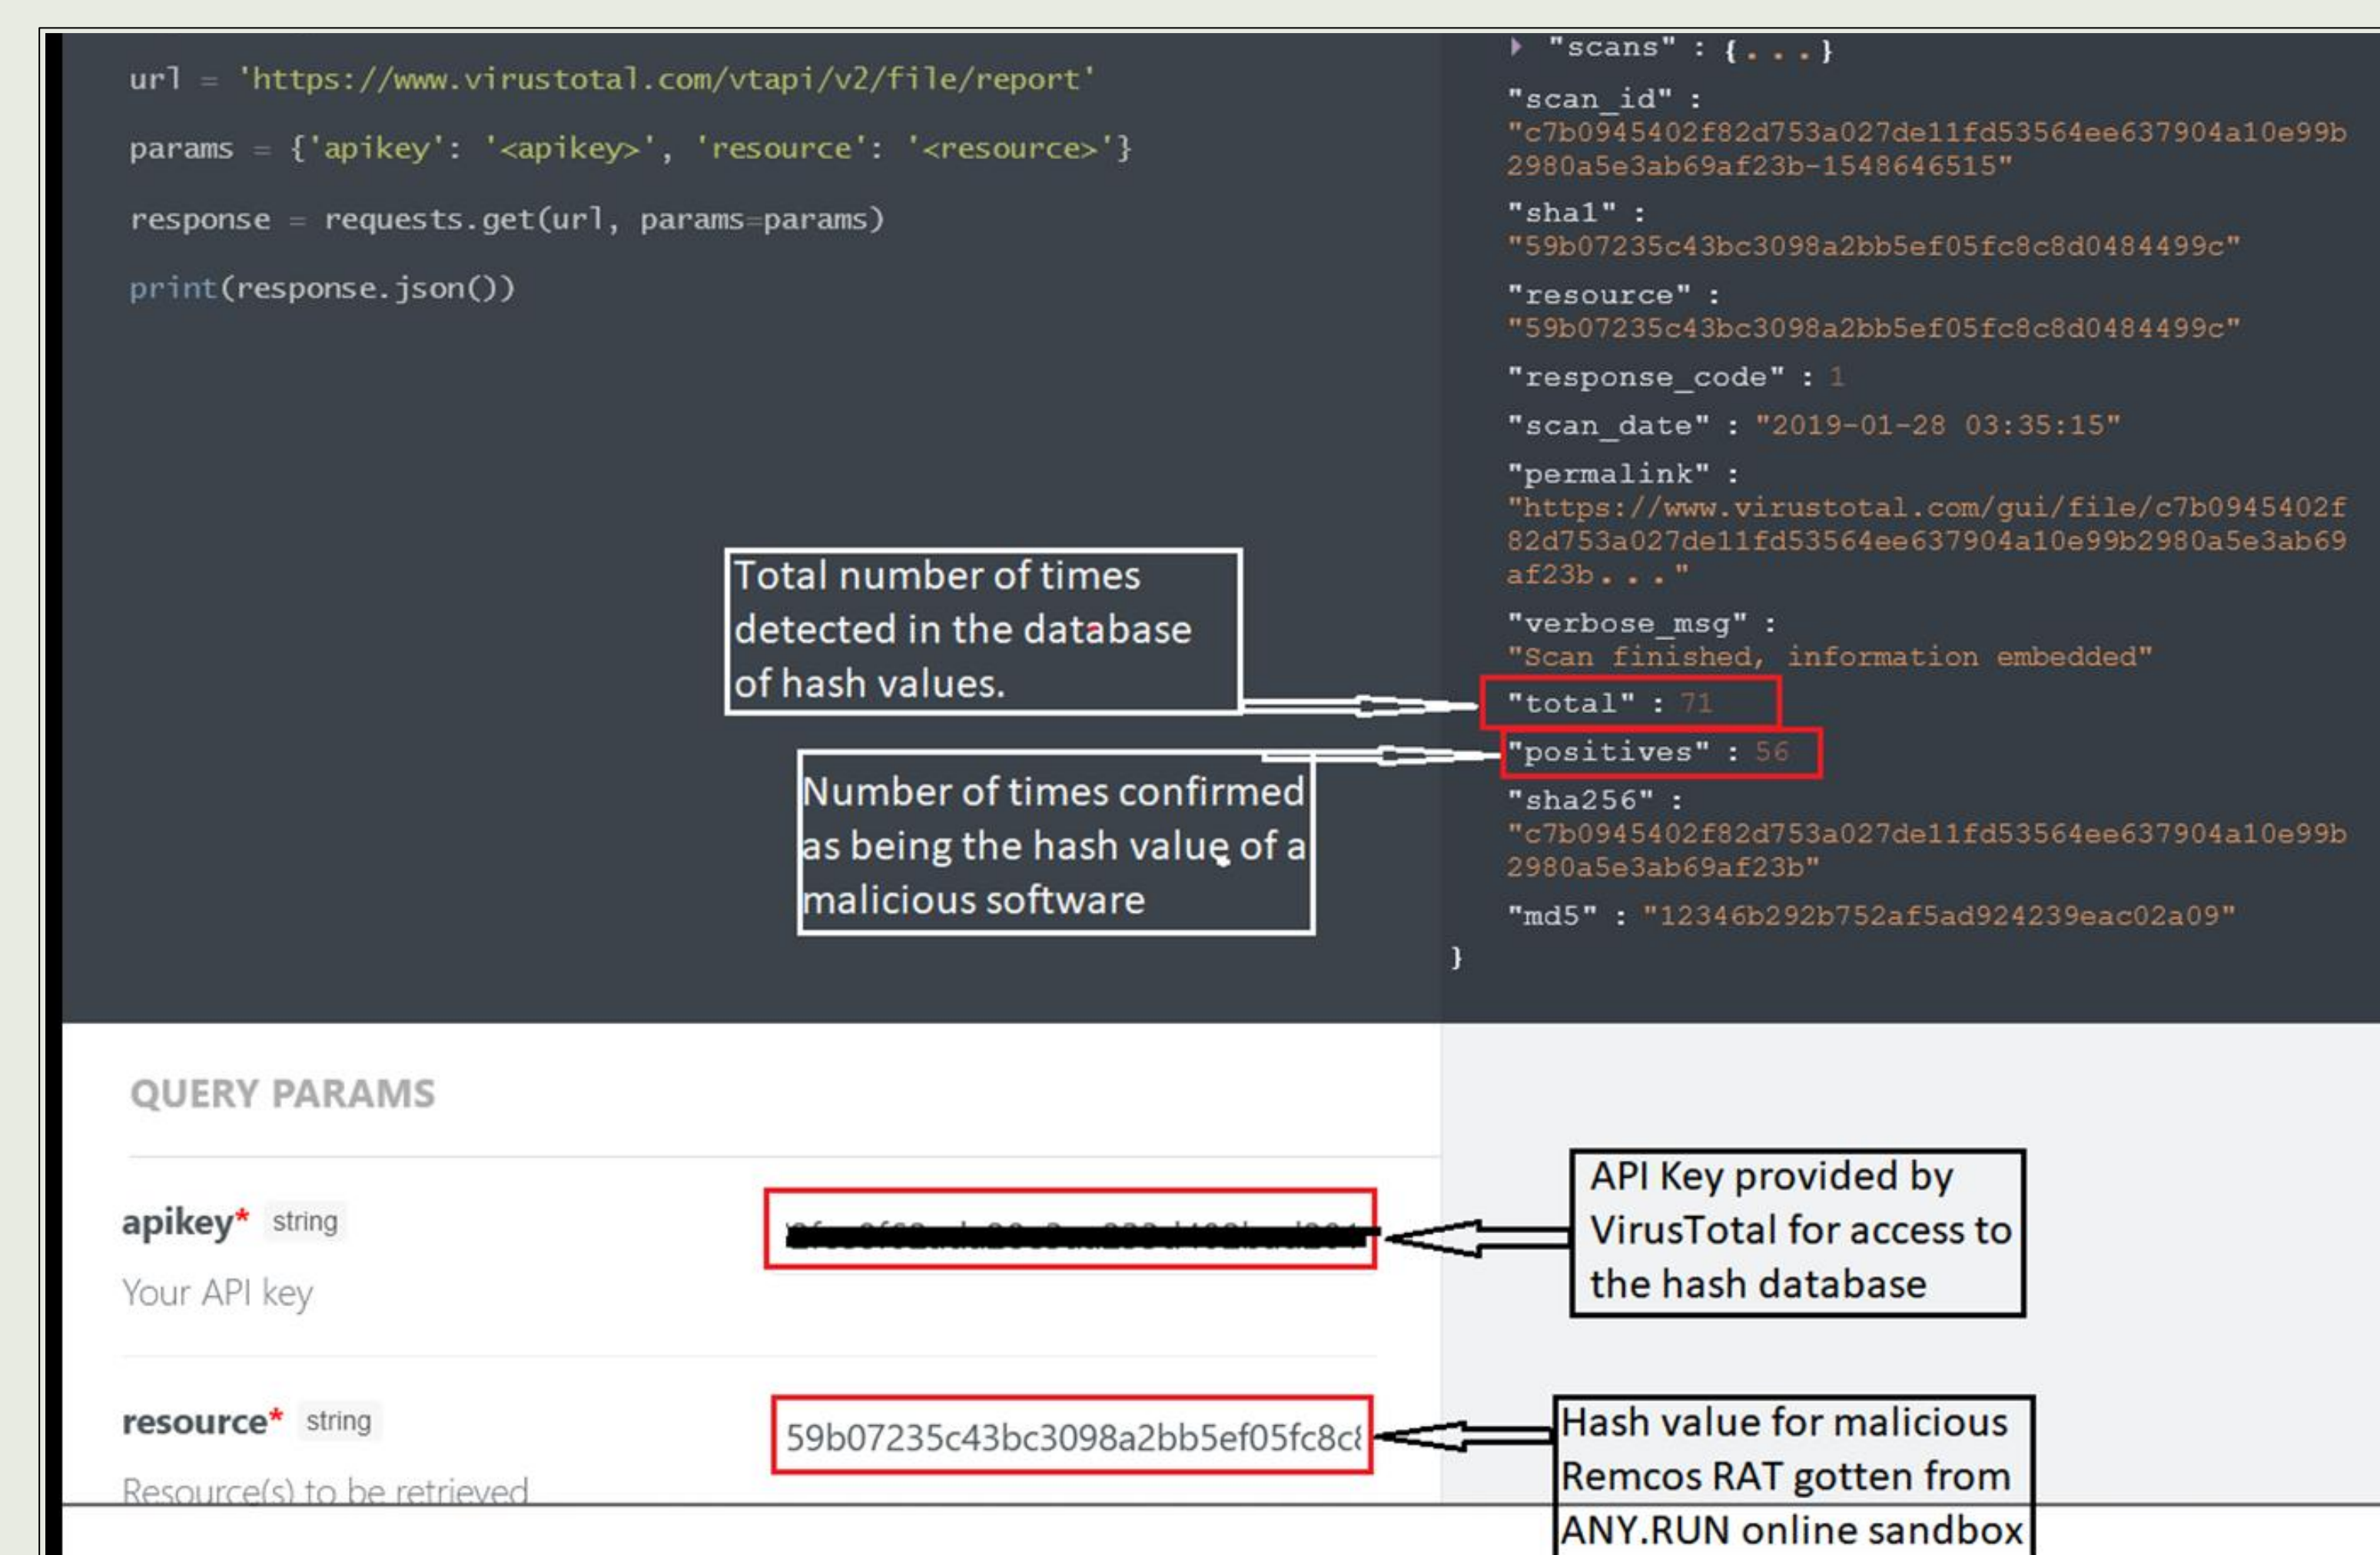 url = 'https://www.virustotal.com/vtapi/v2/file/report'
params = {'apikey': '<apikey>', 'resource': '<resource>'}
response = requests.get(url, params=params)
print(response.json())
"scans" : {...}
"scan_id" :
"c7b0945402f82d753a027de11fd53564ee637904a10e99b
2980a5e3ab69af23b-1548646515"
"sha1" :
"59b07235c43bc3098a2bb5ef05fc8c8d0484499c"
"resource" :
"59b07235c43bc3098a2bb5ef05fc8c8d0484499c"
"response_code" : 1
"scan_date" : "2019-01-28 03:35:15"
"permalink" :
"https://www.virustotal.com/gui/file/c7b0945402f
82d753a027de11fd53564ee637904a10e99b2980a5e3ab69
af23b..."
"verbose_msg" :
"Scan finished, information embedded"
"total" : 71
"positives" : 56
"sha256" :
"c7b0945402f82d753a027de11fd53564ee637904a10e99b
2980a5e3ab69af23b"
"md5" : "12346b292b752af5ad924239eac02a09"
}
Total number of times
detected in the database
of hash values.
Number of times confirmed
as being the hash value of a
malicious software
QUERY PARAMS
apikey* string
Your API key
API Key provided by
VirusTotal for access to
the hash database
resource* string
Resource(s) to be retrieved
59b07235c43bc3098a2bb5ef05fc8c8
Hash value for malicious
Remcos RAT gotten from
ANY.RUN online sandbox